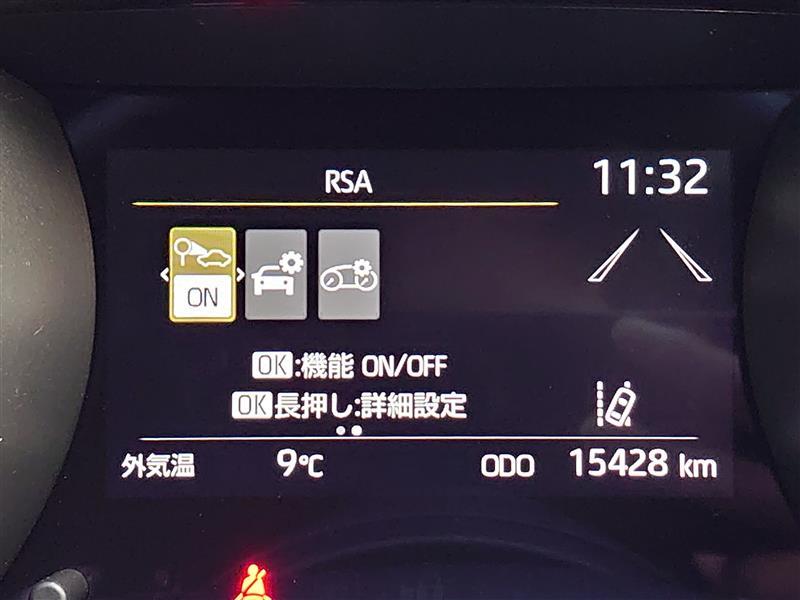 RSA
11:32
ON
OK:機能 ON/OFF
OK長押し:詳細設定
外気温 9℃ ODO 15428 km